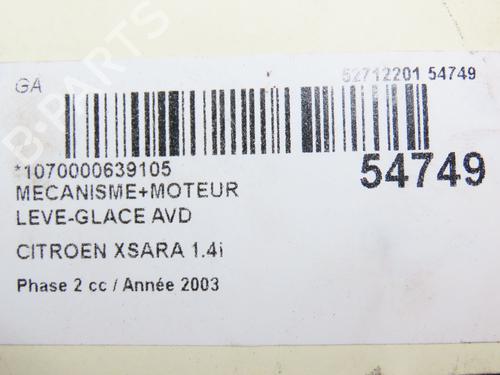 GA
52712201 54749
*1070000639105
54749
MECANISME+MOTEUR
LEVE-GLACE AVD
CITROEN XSARA 1.4i
Phase 2 cc / Année 2003
B-PARTS